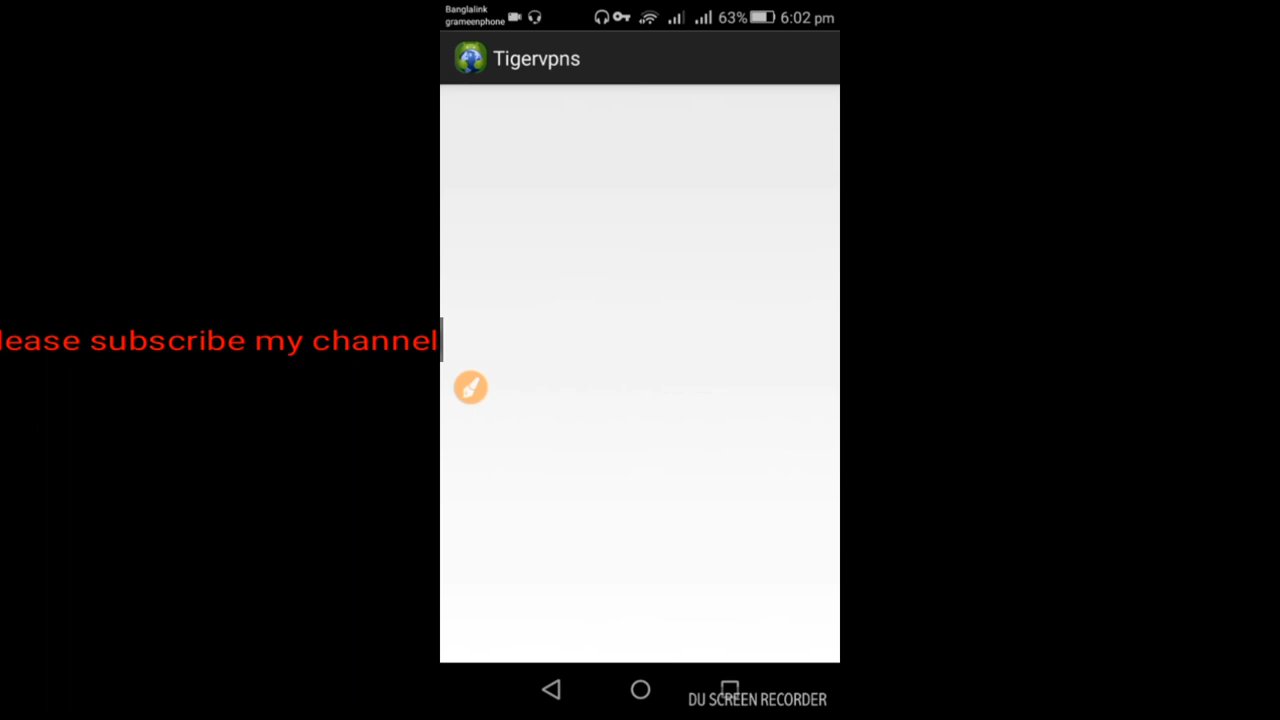 Banglalink
grameenphone
63% 6:02 pm
Tigervpns
lease subscribe my channel
DU SCREEN RECORDER